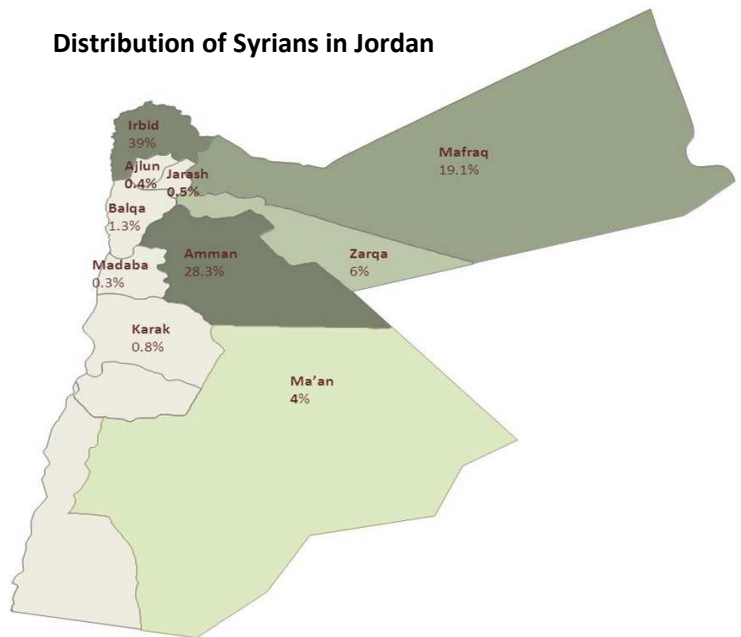 Distribution of Syrians in Jordan
Irbid
39%
Mafraq
19.1%
Ajlun
0.4%
Jarash
0.5%
Balqa
1.3%
Amman
28.3%
Zarqa
6%
Madaba
0.3%
Karak
0.8%
Ma’an
4%